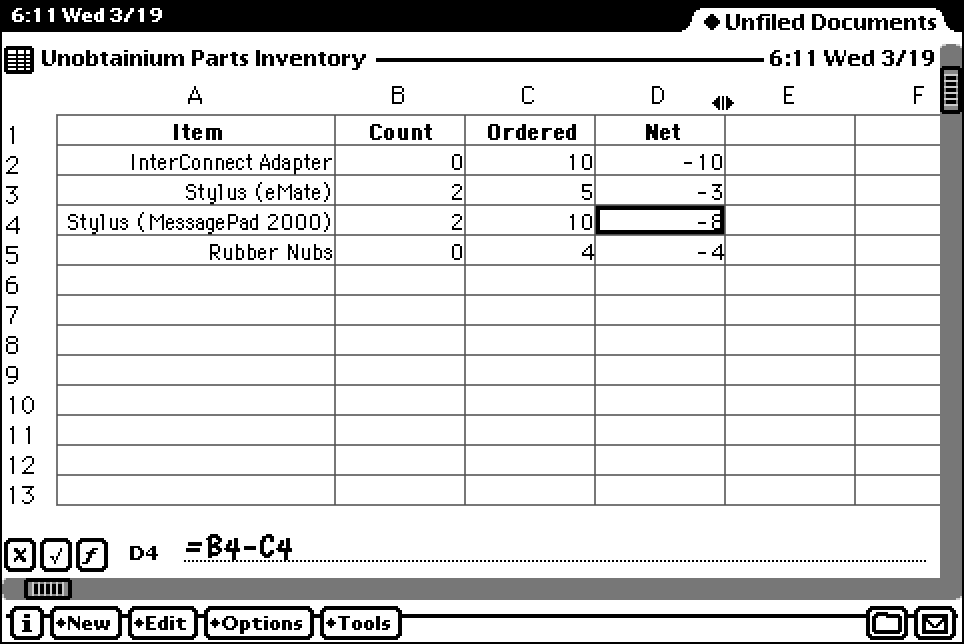 6:11 Wed 3/19
◆ Unfiled Documents
Unobtainium Parts Inventory 6:11 Wed 3/19
A B C D E F
1 Item Count Ordered Net
2 InterConnect Adapter 0 10 -10
3 Stylus (eMate) 2 5 -3
4 Stylus (MessagePad 2000) 2 10 -8
5 Rubber Nubs 0 4 -4
6
7
8
9
10
11
12
13
X √ ƒ D4 =B4-C4
i ◆New ◆Edit ◆Options ◆Tools